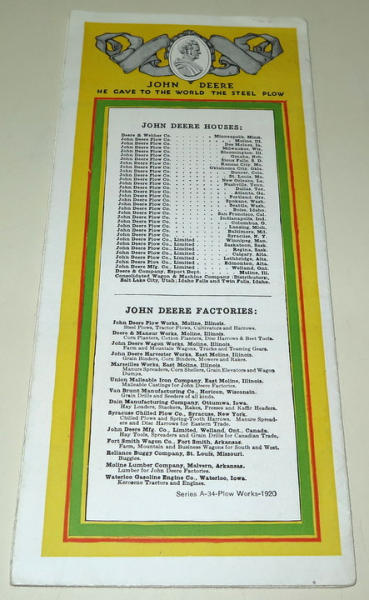 JOHN DEERE
HE GAVE TO THE WORLD THE STEEL PLOW
JOHN DEERE HOUSES:
Deere & Webber Co. Minneapolis, Minn.
John Deere Plow Co. Moline, Ill.
John Deere Plow Co. Des Moines, Ia.
John Deere Plow Co. Milwaukee, Wis.
John Deere Plow Co. Bloomington, Ill.
John Deere Plow Co. Omaha, Neb.
John Deere Plow Co. Sioux Falls, S. D.
John Deere Plow Co. Kansas City, Mo.
John Deere Plow Co. Oklahoma City, Okla.
John Deere Plow Co. Denver, Colo.
John Deere Plow Co. St. Louis, Mo.
John Deere Plow Co. New Orleans, La.
John Deere Plow Co. Nashville, Tenn.
John Deere Plow Co. Dallas, Tex.
John Deere Plow Co. Atlanta, Ga.
John Deere Plow Co. Portland, Ore.
John Deere Plow Co. Spokane, Wash.
John Deere Plow Co. Seattle, Wash.
John Deere Plow Co. Boise, Idaho.
John Deere Plow Co. San Francisco, Cal.
John Deere Plow Co. Indianapolis, Ind.
John Deere Plow Co. Columbus, O.
John Deere Plow Co. Lansing, Mich.
John Deere Plow Co. Baltimore, Md.
John Deere Plow Co. Syracuse, N. Y.
John Deere Plow Co., Limited Winnipeg, Man.
John Deere Plow Co., Limited Saskatoon, Sask.
John Deere Plow Co., Limited Regina, Sask.
John Deere Plow Co., Limited Calgary, Alta.
John Deere Plow Co., Limited Lethbridge, Alta.
John Deere Plow Co., Limited
John Deere Mfg. Co., Limited Welland, Ont.
Deere & Company, Export Dept. Moline, Ill.
Consolidated Wagon & Machine Company (Distributors),
Salt Lake City, Utah; Idaho Falls and Twin Falls, Idaho.
JOHN DEERE FACTORIES:
John Deere Plow Works, Moline, Illinois.
Steel Plows, Tractor Plows, Cultivators and Harrows.
Deere & Mansur Works, Moline, Illinois.
Corn Planters, Cotton Planters, Disc Harrows & Beet Tools.
John Deere Wagon Works, Moline, Illinois.
Farm and Mountain Wagons, Trucks and Teaming Gears.
John Deere Harvester Works, East Moline, Illinois.
Grain Binders, Corn Binders, Mowers and Rakes.
Marseilles Works, East Moline, Illinois.
Manure Spreaders, Corn Shellers, Grain Elevators and Wagon
Dumps.
Union Malleable Iron Company, East Moline, Illinois.
Malleable Castings for John Deere Factories.
Van Brunt Manufacturing Co., Horicon, Wisconsin.
Grain Drills and Seeders of all kinds.
Dain Manufacturing Company, Ottumwa, Iowa.
Hay Loaders, Stackers, Rakes, Presses and Kaffir Headers.
Syracuse Chilled Plow Co., Syracuse, New York.
Chilled Plows and Spring-Tooth Harrows, Manure Spread-
ers and Disc Harrows for Eastern Trade.
John Deere Mfg. Co., Limited, Welland, Ont., Canada.
Hay Tools, Spreaders and Grain Drills for Canadian Trade.
Fort Smith Wagon Co., Fort Smith, Arkansas.
Farm, Mountain and Business Wagons for South and West.
Reliance Buggy Company, St. Louis, Missouri.
Buggies.
Moline Lumber Company, Malvern, Arkansas.
Lumber for John Deere Factories.
Waterloo Gasoline Engine Co., Waterloo, Iowa.
Kerosene Tractors and Engines.
Series A-34-Plow Works-1920